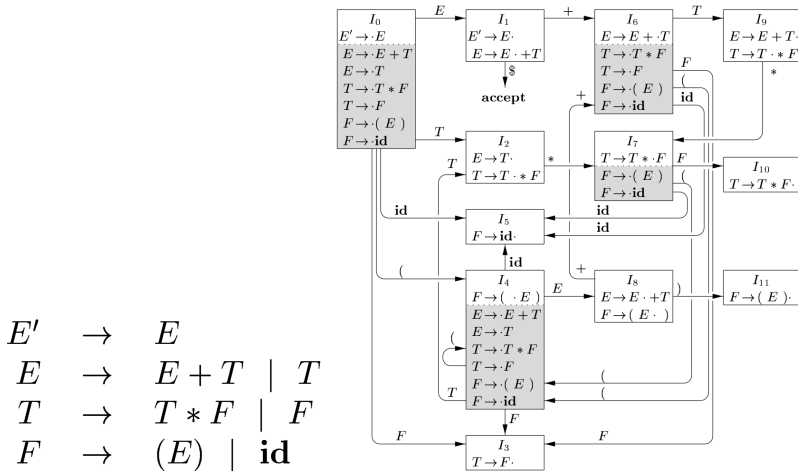 E′ → E
E → E + T | T
T → T ∗ F | F
F → (E) | id
I0
E′ → ·E
E → ·E + T
E → ·T
T → ·T ∗ F
T → ·F
F → ·( E )
F → ·id
E
I1
E′ → E·
E → E · +T
$
accept
+
I6
E → E + ·T
T → ·T ∗ F
T → ·F
F → ·( E )
F → ·id
T
I9
E → E + T·
T → T · ∗ F
∗
F
(
id
+
T
I2
E → T·
T → T · ∗ F
T
∗
I7
T → T ∗ ·F
F → ·( E )
F → ·id
F
(
I10
T → T ∗ F·
id
I5
F → id·
id
id
id
(
I4
F → ( · E )
E → ·E + T
E → ·T
T → ·T ∗ F
T → ·F
F → ·( E )
F → ·id
(
T
E
+
I8
E → E · +T
F → ( E · )
)
I11
F → ( E )·
(
(
F
F
I3
T → F·
F